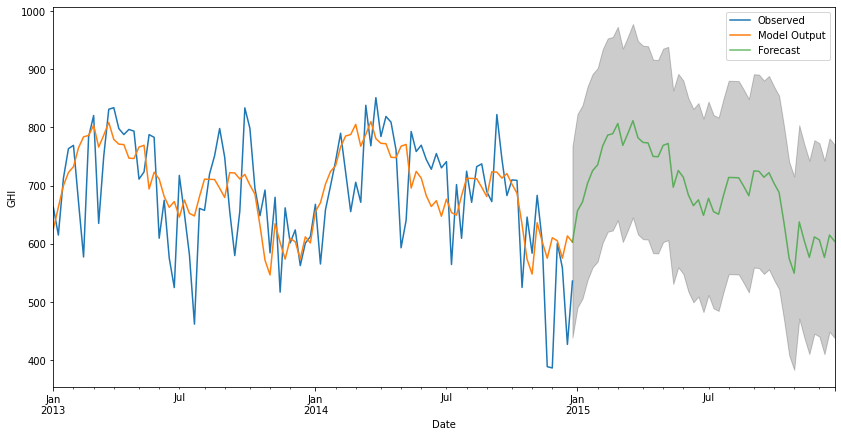 1000
900
800
700
600
500
400
GHI
Observed
Model Output
Forecast
Jan
2013
Jul
Jan
2014
Jul
Jan
2015
Jul
Date